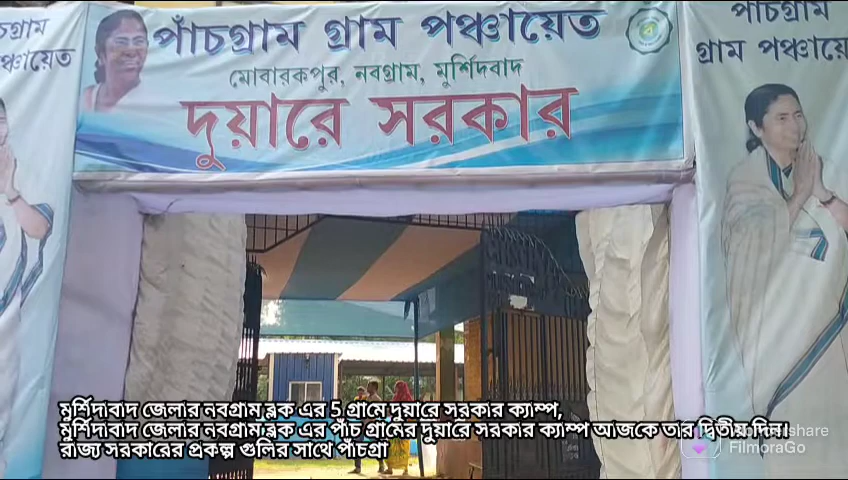 পাঁচগ্রাম গ্রাম পঞ্চায়েত
মোবারকপুর, নবগ্রাম, মুর্শিদাবাদ
দুয়ারে সরকার
পাঁচগ্রাম
গ্রাম পঞ্চায়েত
মুর্শিদাবাদ জেলার নবগ্রাম ব্লক এর 5 গ্রামে দুয়ারে সরকার ক্যাম্প,
মুর্শিদাবাদ জেলার নবগ্রাম ব্লক এর পাঁচ গ্রামের দুয়ারে সরকার ক্যাম্প আজকে তার দ্বিতীয় দিন।
রাজ্য সরকারের প্রকল্প গুলির সাথে পাঁচগ্রা
Wondershare
FilmoraGo